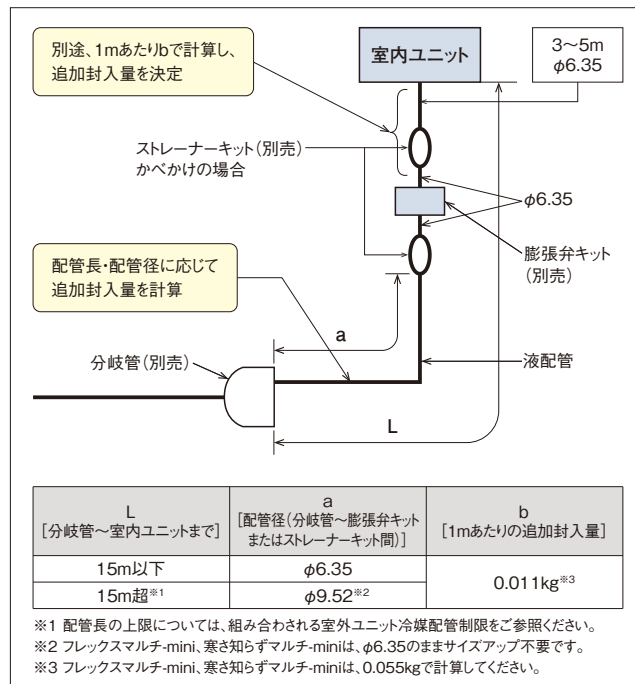 別途、1mあたりbで計算し、
追加封入量を決定
室内ユニット
3～5m
φ6.35
ストレーナーキット(別売)
かべかけの場合
φ6.35
膨張弁キット
(別売)
配管長・配管径に応じて
追加封入量を計算
a
分岐管(別売)
液配管
L
L
[分岐管～室内ユニットまで]
a
[配管径(分岐管～膨張弁キット
またはストレーナーキット間)]
b
[1mあたりの追加封入量]
15m以下
φ6.35
0.011kg※3
15m超※1
φ9.52※2
※1 配管長の上限については、組み合わされる室外ユニット冷媒配管制限をご参照ください。
※2 フレックスマルチ-mini、寒さ知らずマルチ-miniは、φ6.35のままサイズアップ不要です。
※3 フレックスマルチ-mini、寒さ知らずマルチ-miniは、0.055kgで計算してください。